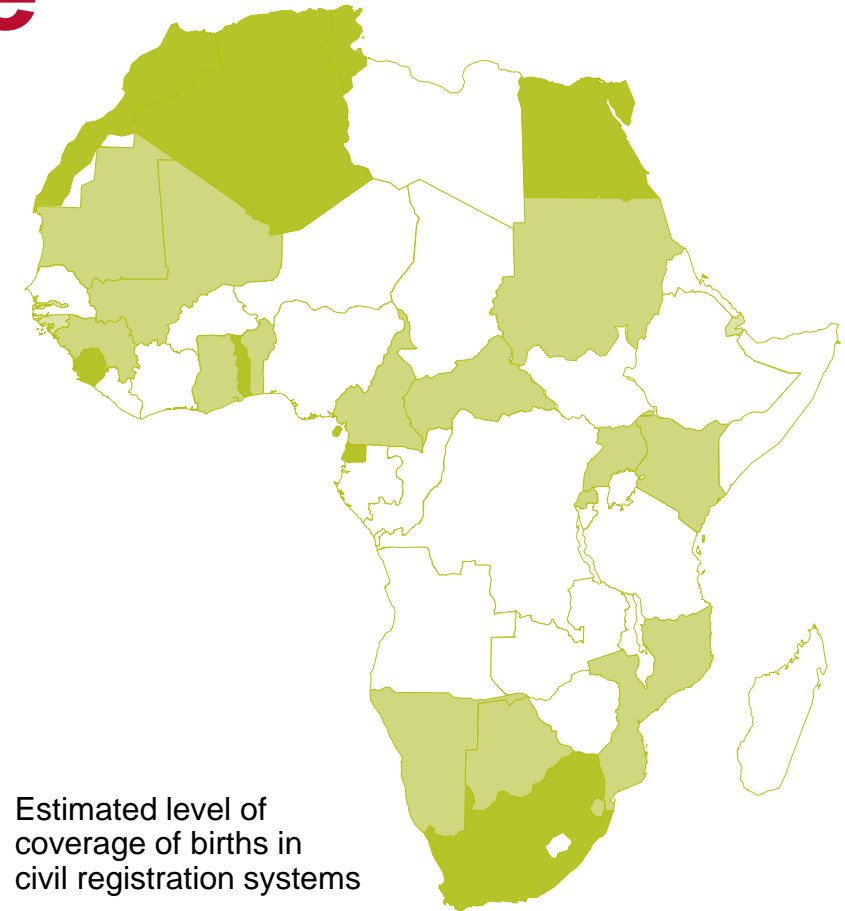 Estimated level of
coverage of births in
civil registration systems